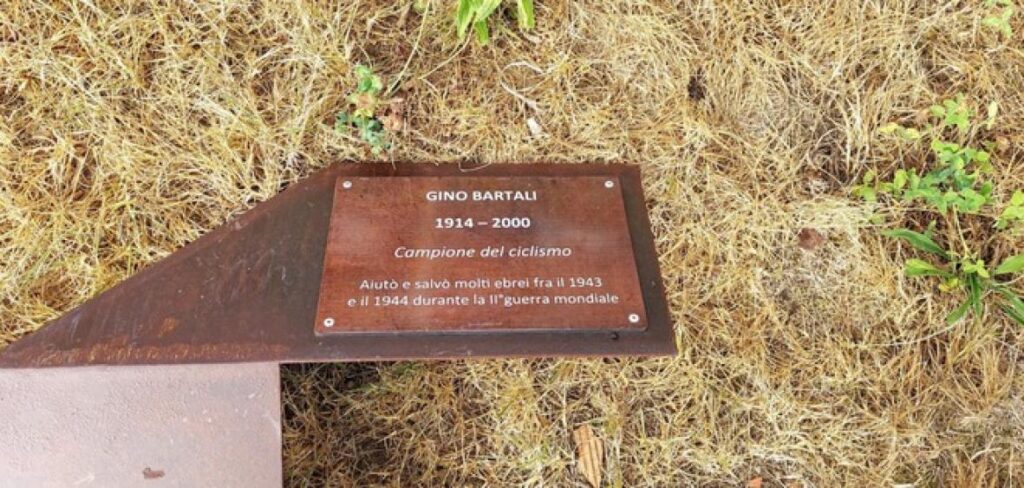 GINO BARTALI
1914 – 2000
Campione del ciclismo
Aiutò e salvò molti ebrei fra il 1943
e il 1944 durante la II°guerra mondiale